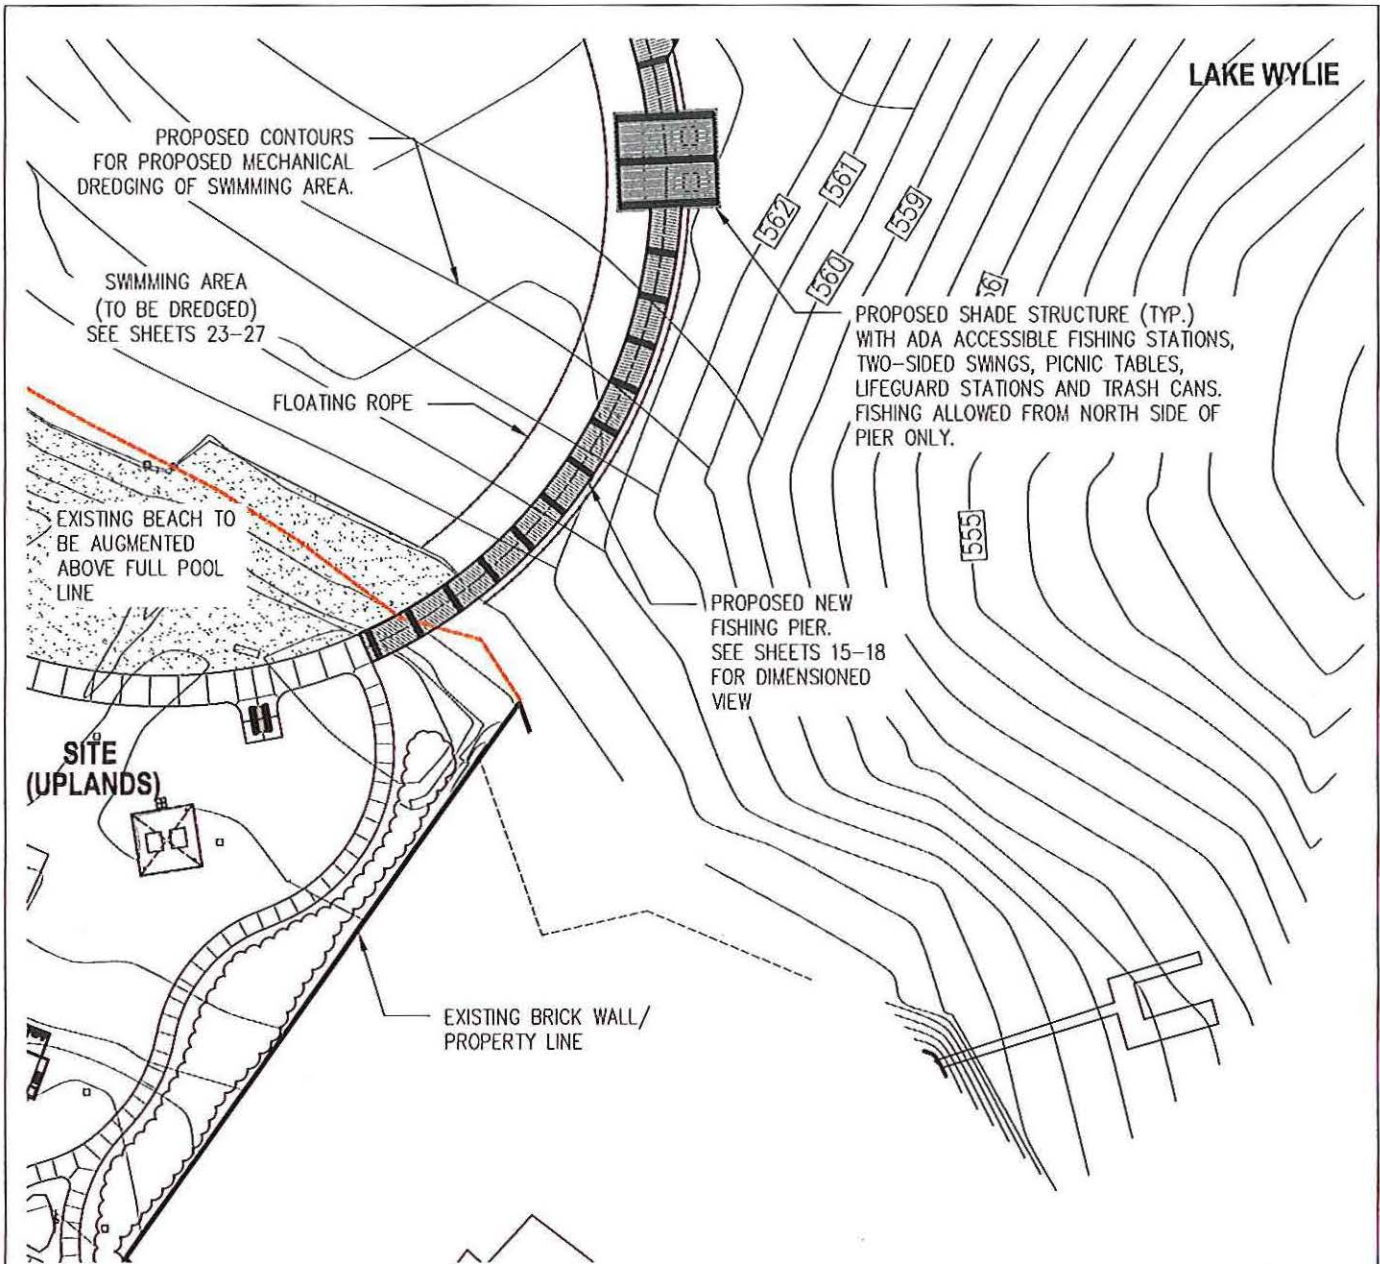 LAKE WYLIE
PROPOSED CONTOURS
FOR PROPOSED MECHANICAL
DREDGING OF SWIMMING AREA.
562
561
559
560
56
SWIMMING AREA
(TO BE DREDGED)
SEE SHEETS 23-27
PROPOSED SHADE STRUCTURE (TYP.)
WITH ADA ACCESSIBLE FISHING STATIONS,
TWO-SIDED SWINGS, PICNIC TABLES,
LIFEGUARD STATIONS AND TRASH CANS.
FISHING ALLOWED FROM NORTH SIDE OF
PIER ONLY.
FLOATING ROPE
EXISTING BEACH TO
BE AUGMENTED
ABOVE FULL POOL
LINE
555
PROPOSED NEW
FISHING PIER.
SEE SHEETS 15-18
FOR DIMENSIONED
VIEW
SITE
(UPLANDS)
EXISTING BRICK WALL/
PROPERTY LINE